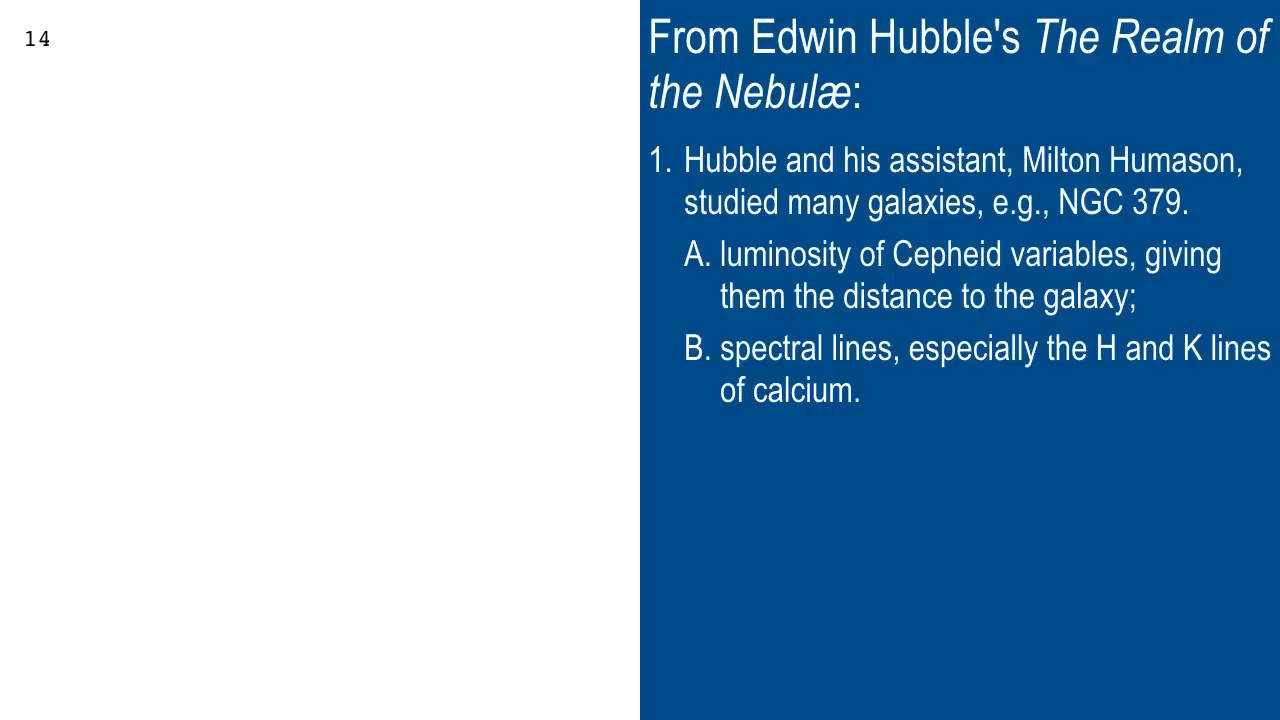 14
From Edwin Hubble's The Realm of
the Nebulæ:
1. Hubble and his assistant, Milton Humason,
studied many galaxies, e.g., NGC 379.
A. luminosity of Cepheid variables, giving
them the distance to the galaxy;
B. spectral lines, especially the H and K lines
of calcium.